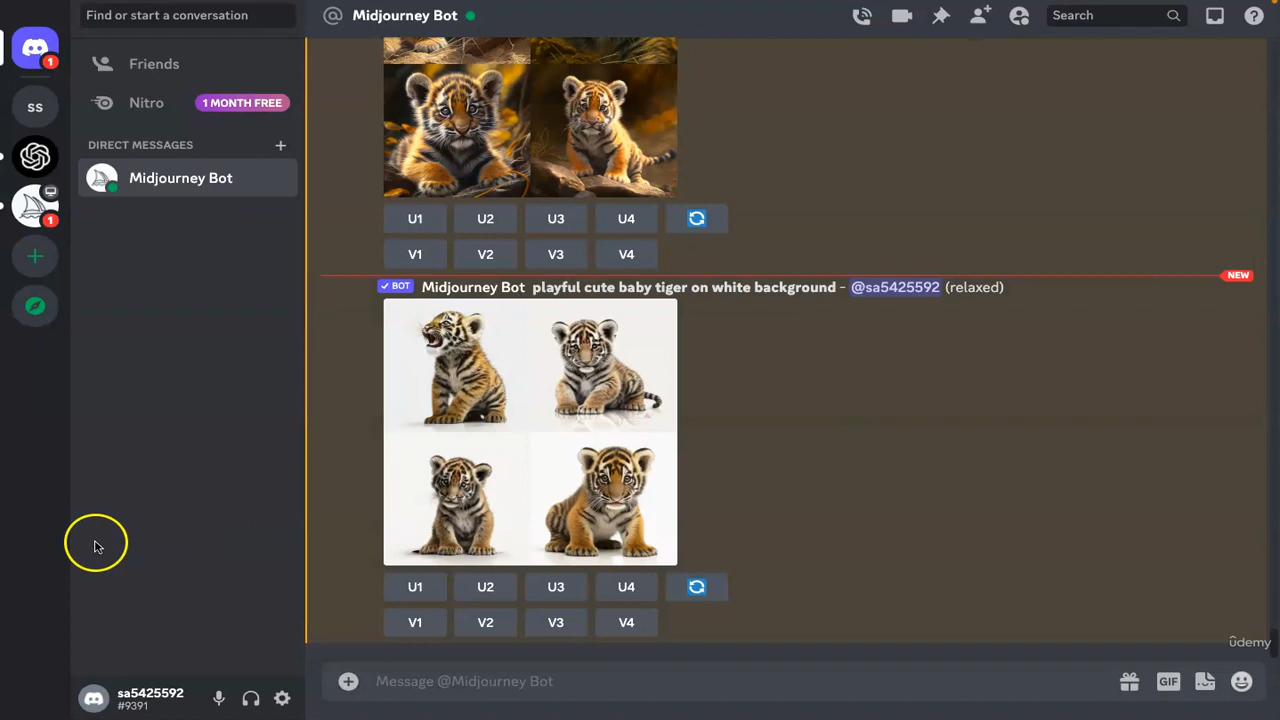 Find or start a conversation
Midjourney Bot
Search
1
Friends
Nitro
1 MONTH FREE
SS
DIRECT MESSAGES
Midjourney Bot
1
U1 U2 U3 U4
V1 V2 V3 V4
NEW
BOT Midjourney Bot playful cute baby tiger on white background - @sa5425592 (relaxed)
U1 U2 U3 U4
V1 V2 V3 V4
ûdemy
sa5425592
#9391
Message @Midjourney Bot
GIF